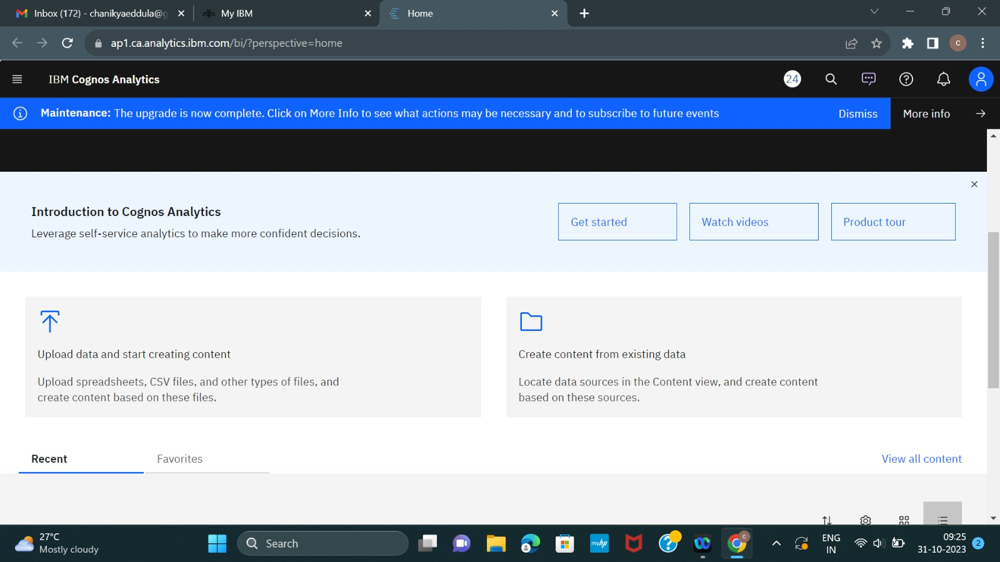 Inbox (172) - chanikyaeddula@g
My IBM
Home
ap1.ca.analytics.ibm.com/bi/?perspective=home
C
IBM Cognos Analytics
24
Maintenance: The upgrade is now complete. Click on More Info to see what actions may be necessary and to subscribe to future events
Dismiss
More info
Introduction to Cognos Analytics
Leverage self-service analytics to make more confident decisions.
Get started
Watch videos
Product tour
Upload data and start creating content
Upload spreadsheets, CSV files, and other types of files, and
create content based on these files.
Create content from existing data
Locate data sources in the Content view, and create content
based on these sources.
Recent
Favorites
View all content
27°C
Mostly cloudy
Search
myhp
C
ENG
IN
09:25
31-10-2023
2